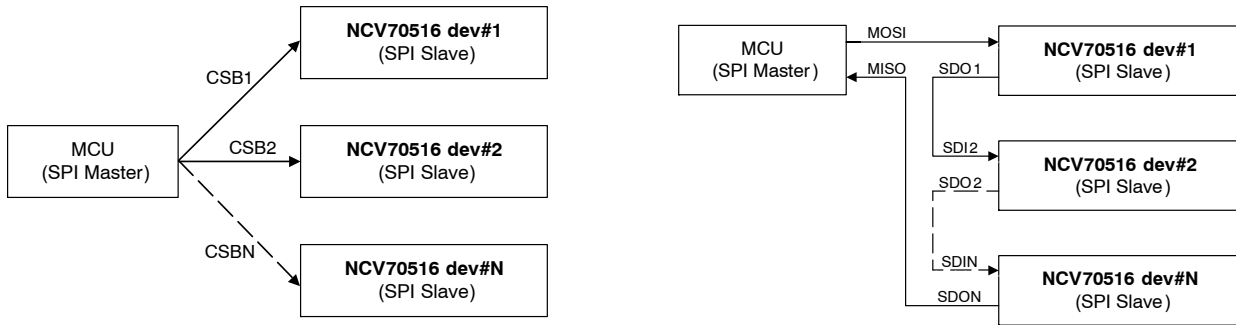 NCV70516 dev#1
(SPI Slave)
CSB1
MCU
(SPI Master)
CSB2
NCV70516 dev#2
(SPI Slave)
CSBN
NCV70516 dev#N
(SPI Slave)
MCU
(SPI Master)
MOSI
MISO
NCV70516 dev#1
(SPI Slave)
SDO1
SDI2
NCV70516 dev#2
(SPI Slave)
SDO2
SDIN
NCV70516 dev#N
(SPI Slave)
SDON